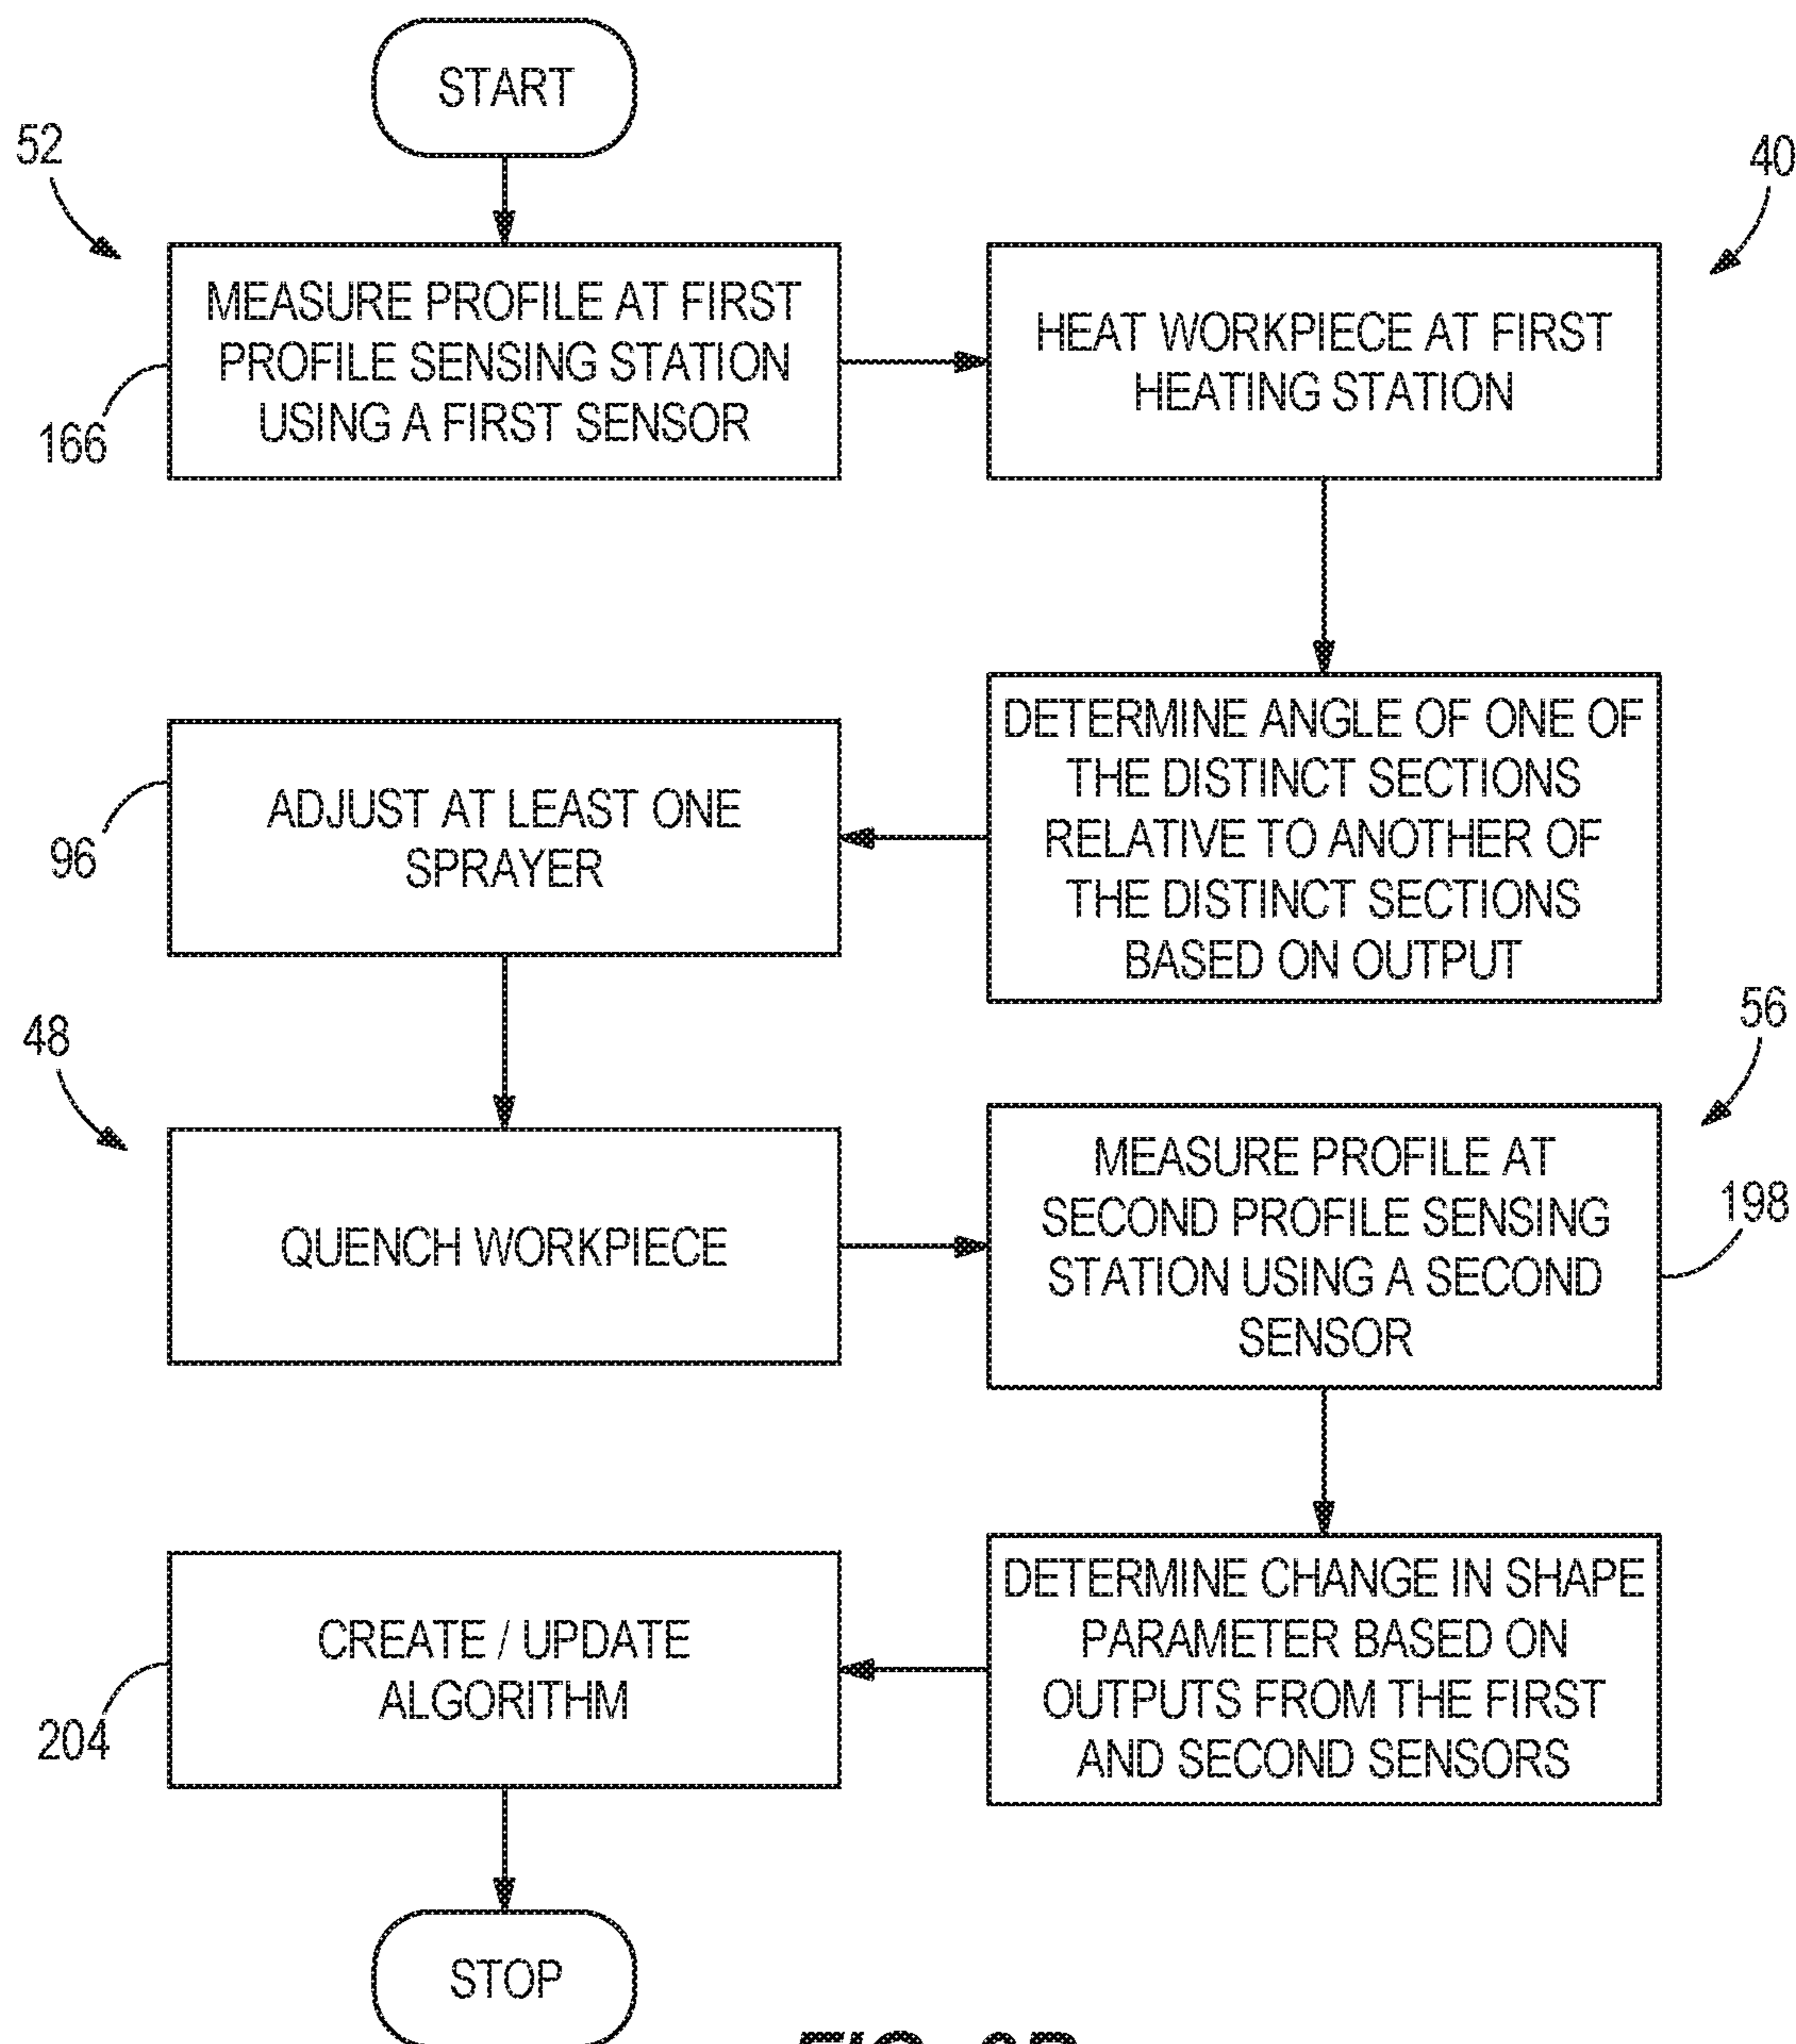 START
52
40
MEASURE PROFILE AT FIRST
PROFILE SENSING STATION
USING A FIRST SENSOR
166
HEAT WORKPIECE AT FIRST
HEATING STATION
DETERMINE ANGLE OF ONE OF
THE DISTINCT SECTIONS
RELATIVE TO ANOTHER OF
THE DISTINCT SECTIONS
BASED ON OUTPUT
ADJUST AT LEAST ONE
SPRAYER
96
48
QUENCH WORKPIECE
56
MEASURE PROFILE AT
SECOND PROFILE SENSING
STATION USING A SECOND
SENSOR
198
DETERMINE CHANGE IN SHAPE
PARAMETER BASED ON
OUTPUTS FROM THE FIRST
AND SECOND SENSORS
CREATE / UPDATE
ALGORITHM
204
STOP